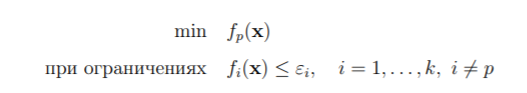 min f_p(𝐱)
при ограничениях f_i(𝐱) ≤ ε_i, i = 1, . . . , k, i ≠ p